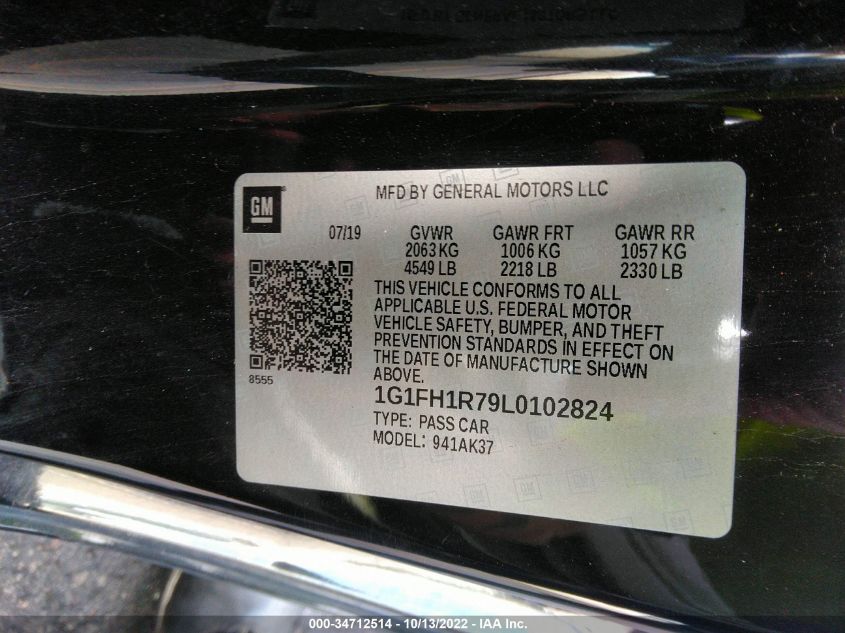 MFD BY GENERAL MOTORS LLC
GM
07/19 GVWR GAWR FRT GAWR RR
2063 KG 1006 KG 1057 KG
4549 LB 2218 LB 2330 LB
THIS VEHICLE CONFORMS TO ALL
APPLICABLE U.S. FEDERAL MOTOR
VEHICLE SAFETY, BUMPER, AND THEFT
PREVENTION STANDARDS IN EFFECT ON
THE DATE OF MANUFACTURE SHOWN
ABOVE.
8555
1G1FH1R79L0102824
TYPE: PASS CAR
MODEL: 941AK37
000-34712514 - 10/13/2022 - IAA Inc.